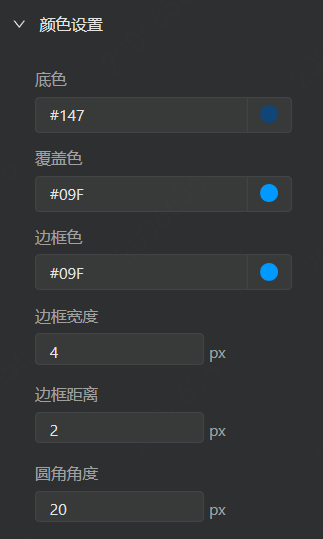 颜色设置
底色
#147
覆盖色
#09F
边框色
#09F
边框宽度
4 px
边框距离
2 px
圆角角度
20 px